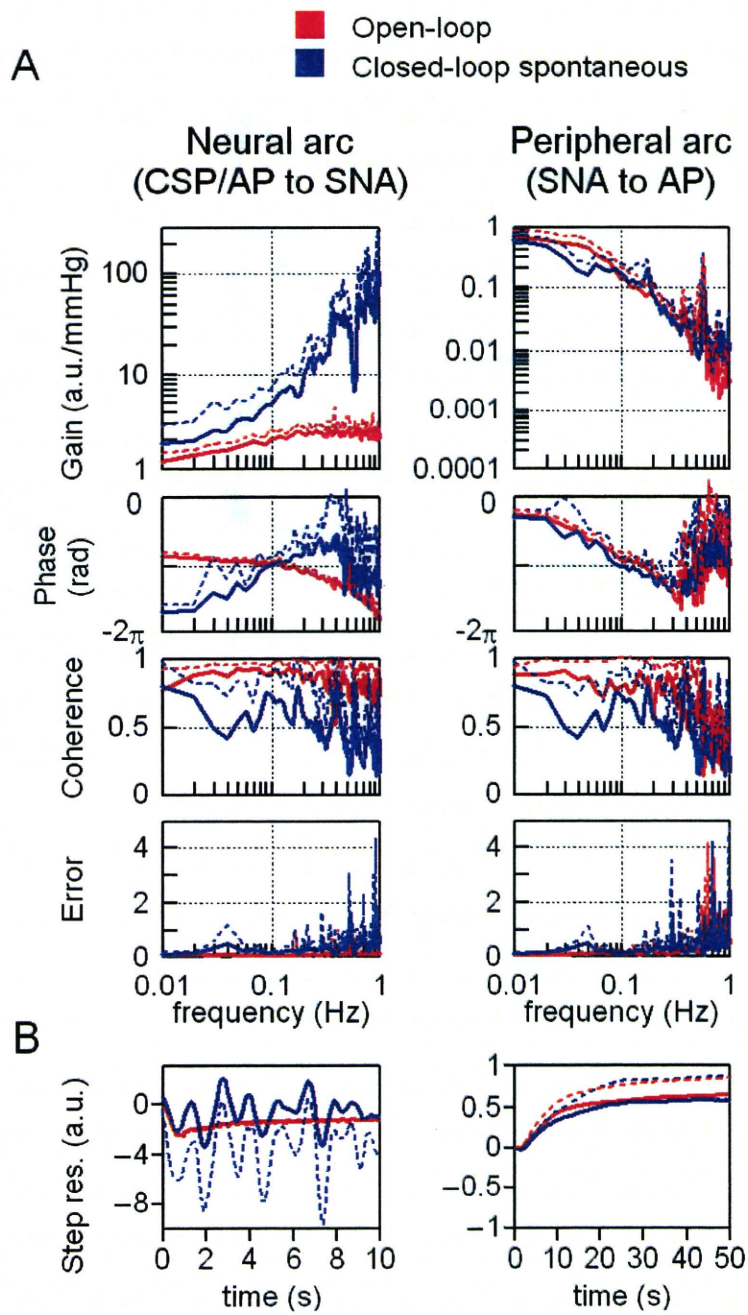 Open-loop
Closed-loop spontaneous
A
Neural arc
(CSP/AP to SNA)
Peripheral arc
(SNA to AP)
Gain (a.u./mmHg)
100
10
1
1
0.1
0.01
0.001
0.0001
Phase
(rad)
0
-2π
0
-2π
Coherence
1
0.5
0
1
0.5
0
Error
4
2
0
4
2
0
0.01 0.1 1
frequency (Hz)
0.01 0.1 1
frequency (Hz)
B
Step res. (a.u.)
0
−4
−8
0 2 4 6 8 10
time (s)
1
0.5
0
−0.5
−1
0 10 20 30 40 50
time (s)